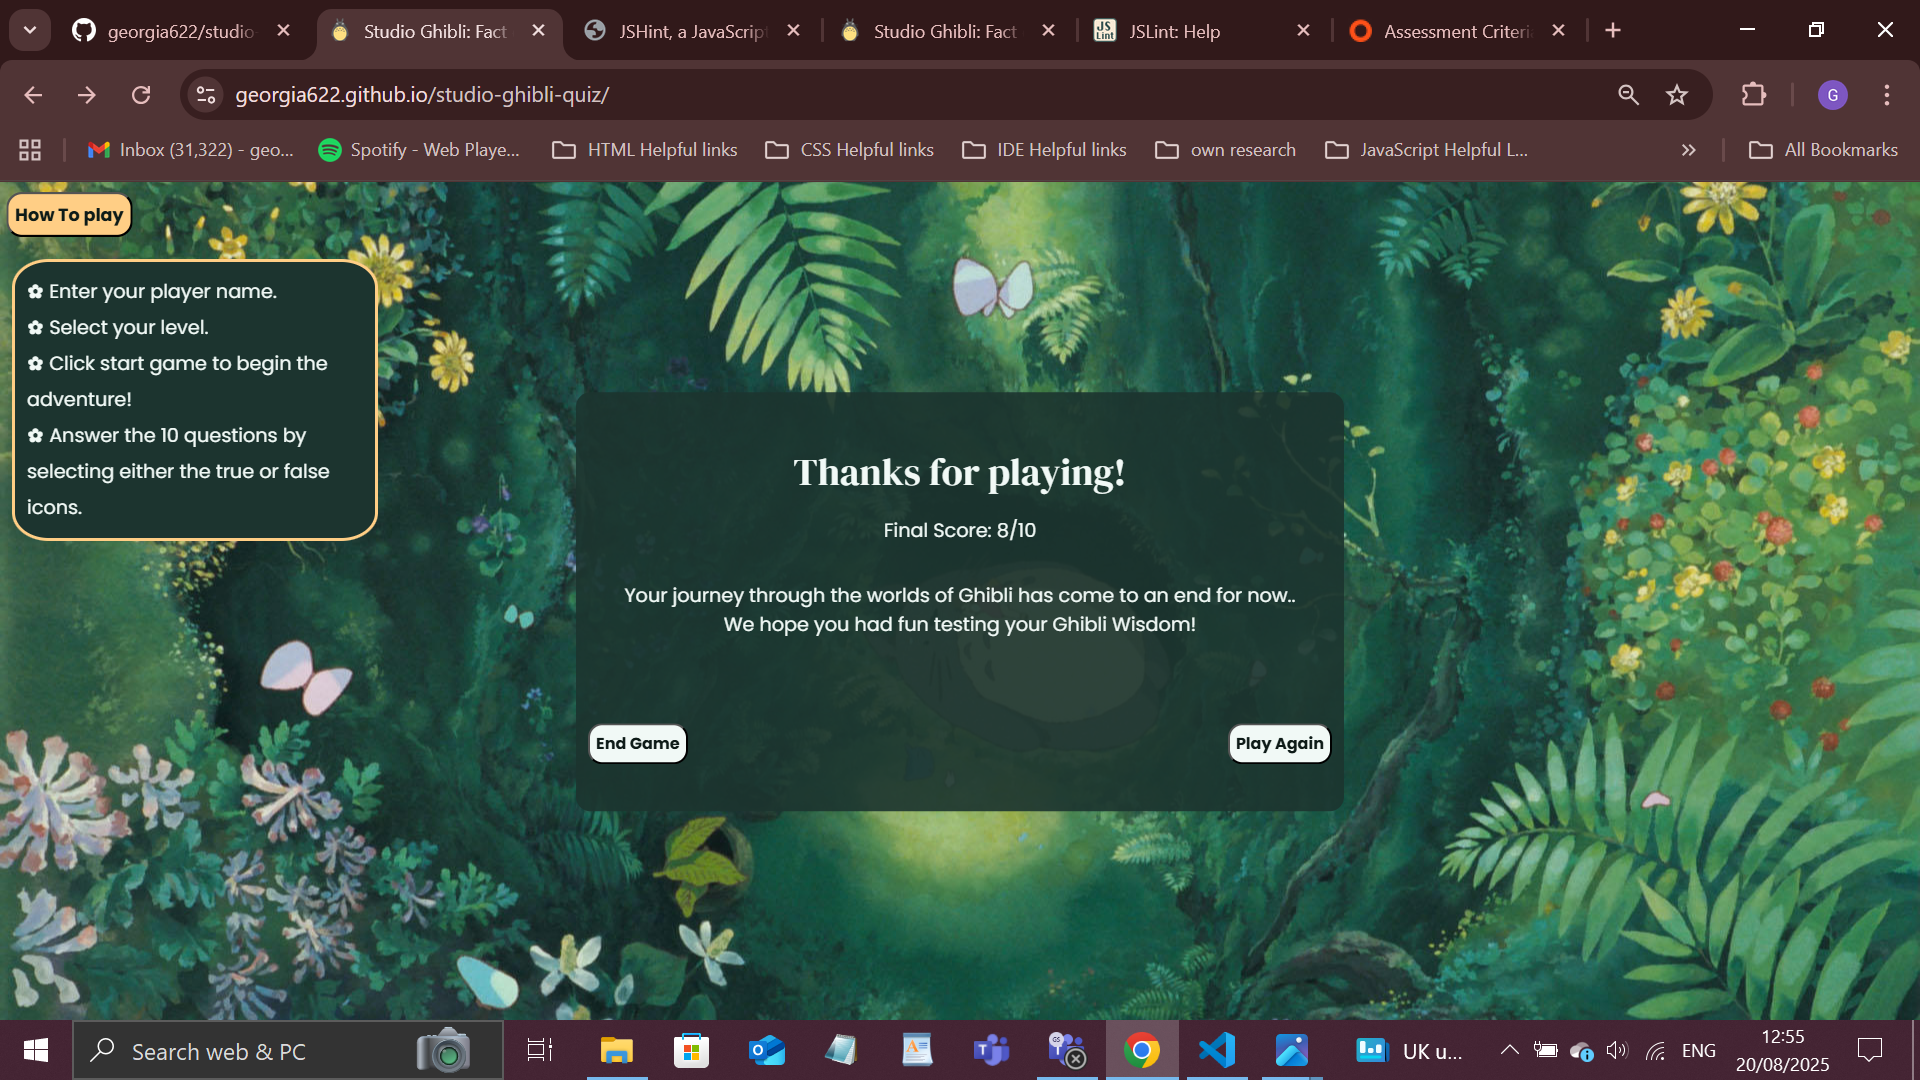 georgia622/studio-
Studio Ghibli: Fact
JSHint, a JavaScript
Studio Ghibli: Fact
JS Lint
JSLint: Help
Assessment Criteria
georgia622.github.io/studio-ghibli-quiz/
G
Inbox (31,322) - geo...
Spotify - Web Playe...
HTML Helpful links
CSS Helpful links
IDE Helpful links
own research
JavaScript Helpful L...
All Bookmarks
How To play
✿ Enter your player name.
✿ Select your level.
✿ Click start game to begin the
adventure!
✿ Answer the 10 questions by
selecting either the true or false
icons.
Thanks for playing!
Final Score: 8/10
Your journey through the worlds of Ghibli has come to an end for now..
We hope you had fun testing your Ghibli Wisdom!
End Game
Play Again
Search web & PC
GS
UK u...
ENG
12:55
20/08/2025